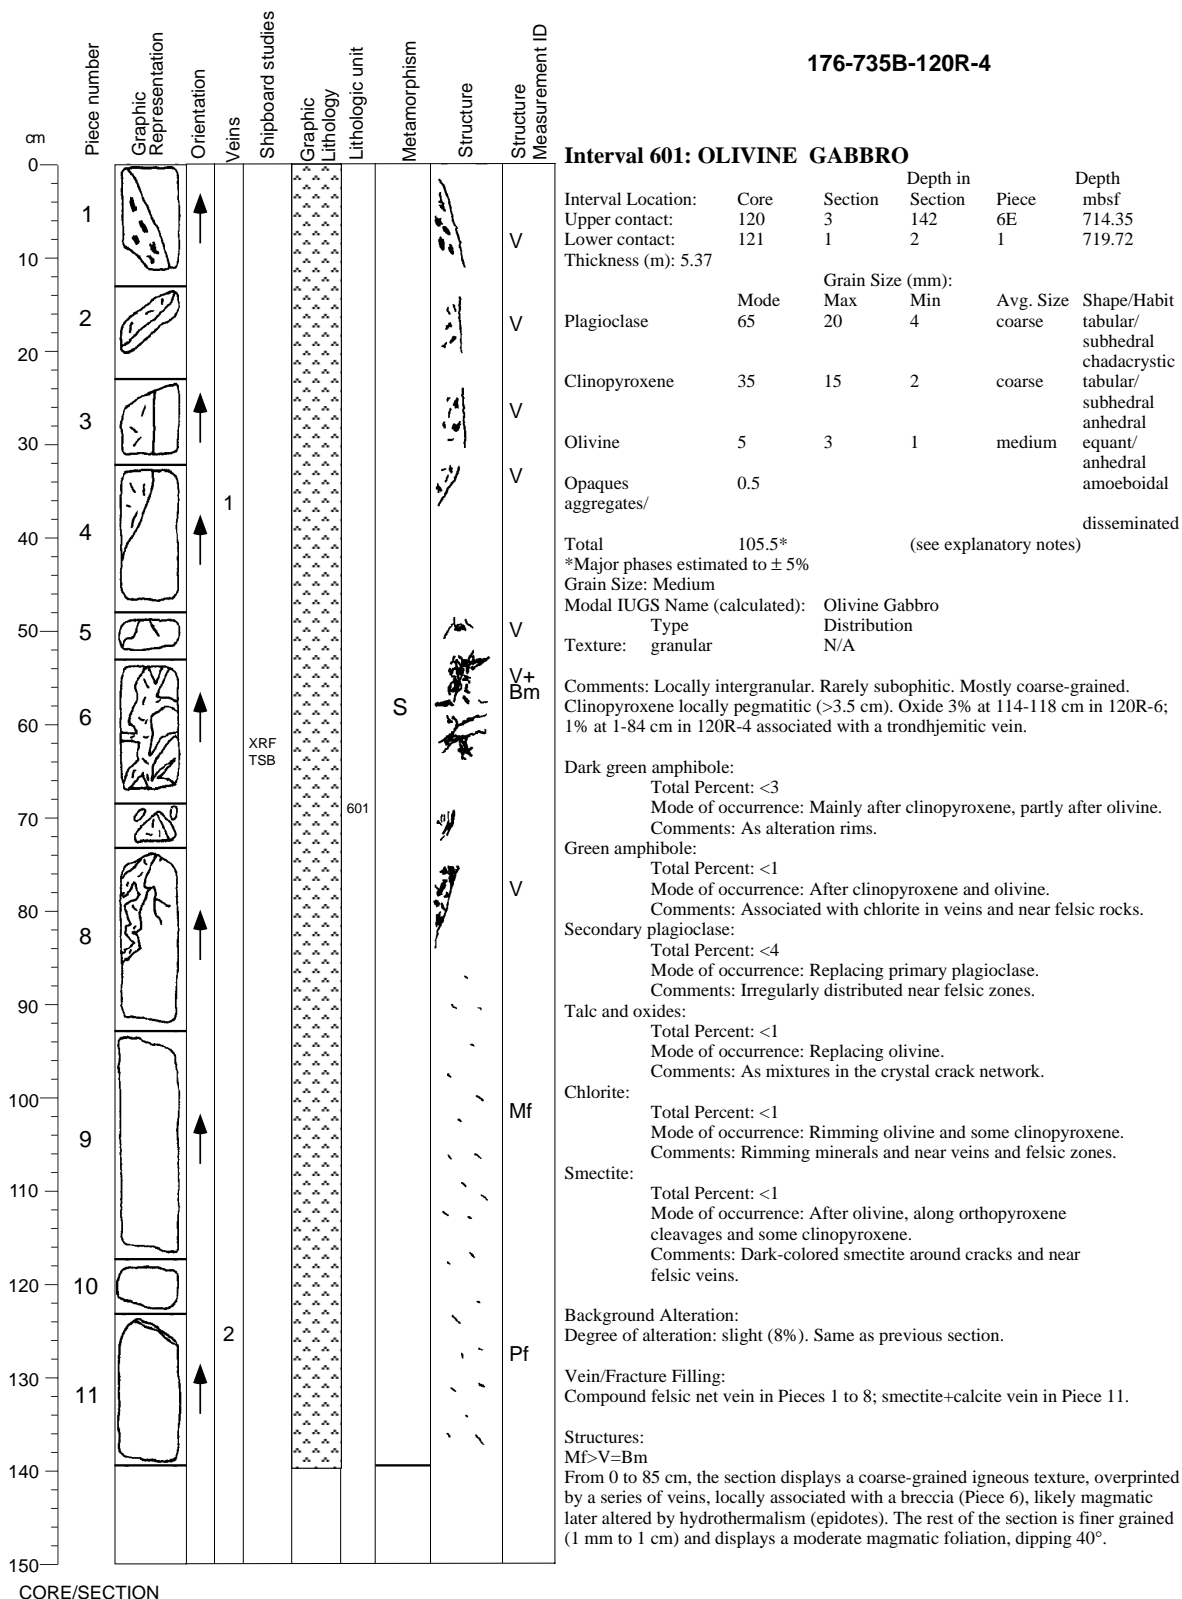 cm
Piece number
Graphic
Representation
Orientation
Veins
Shipboard studies
Graphic
Lithology
Lithologic unit
Metamorphism
Structure
Structure
Measurement ID
0
10
20
30
40
50
60
70
80
90
100
110
120
130
140
150
1
2
3
4
5
6
8
9
10
11
1
2
XRF
TSB
601
S
V
V
V
V
V
V+
Bm
V
Mf
Pf
CORE/SECTION
176-735B-120R-4
Interval 601: OLIVINE GABBRO
Depth in Depth
Interval Location: Core Section Section Piece mbsf
Upper contact: 120 3 142 6E 714.35
Lower contact: 121 1 2 1 719.72
Thickness (m): 5.37
Grain Size (mm):
Mode Max Min Avg. Size Shape/Habit
Plagioclase 65 20 4 coarse tabular/
subhedral
chadacrystic
Clinopyroxene 35 15 2 coarse tabular/
subhedral
anhedral
Olivine 5 3 1 medium equant/
anhedral
Opaques 0.5 amoeboidal
aggregates/
disseminated
Total 105.5* (see explanatory notes)
*Major phases estimated to ± 5%
Grain Size: Medium
Modal IUGS Name (calculated): Olivine Gabbro
Type Distribution
Texture: granular N/A
Comments: Locally intergranular. Rarely subophitic. Mostly coarse-grained.
Clinopyroxene locally pegmatitic (>3.5 cm). Oxide 3% at 114-118 cm in 120R-6;
1% at 1-84 cm in 120R-4 associated with a trondhjemitic vein.
Dark green amphibole:
Total Percent: <3
Mode of occurrence: Mainly after clinopyroxene, partly after olivine.
Comments: As alteration rims.
Green amphibole:
Total Percent: <1
Mode of occurrence: After clinopyroxene and olivine.
Comments: Associated with chlorite in veins and near felsic rocks.
Secondary plagioclase:
Total Percent: <4
Mode of occurrence: Replacing primary plagioclase.
Comments: Irregularly distributed near felsic zones.
Talc and oxides:
Total Percent: <1
Mode of occurrence: Replacing olivine.
Comments: As mixtures in the crystal crack network.
Chlorite:
Total Percent: <1
Mode of occurrence: Rimming olivine and some clinopyroxene.
Comments: Rimming minerals and near veins and felsic zones.
Smectite:
Total Percent: <1
Mode of occurrence: After olivine, along orthopyroxene
cleavages and some clinopyroxene.
Comments: Dark-colored smectite around cracks and near
felsic veins.
Background Alteration:
Degree of alteration: slight (8%). Same as previous section.
Vein/Fracture Filling:
Compound felsic net vein in Pieces 1 to 8; smectite+calcite vein in Piece 11.
Structures:
Mf>V=Bm
From 0 to 85 cm, the section displays a coarse-grained igneous texture, overprinted
by a series of veins, locally associated with a breccia (Piece 6), likely magmatic
later altered by hydrothermalism (epidotes). The rest of the section is finer grained
(1 mm to 1 cm) and displays a moderate magmatic foliation, dipping 40°.